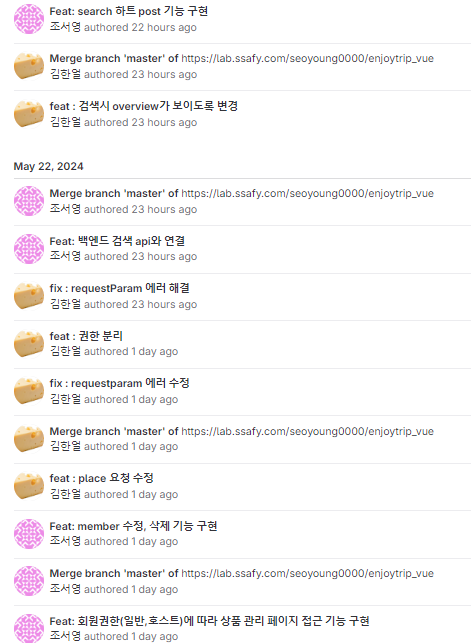 Feat: search 하트 post 기능 구현
조서영 authored 22 hours ago
Merge branch 'master' of https://lab.ssafy.com/seoyoung0000/enjoytrip_vue
김한얼 authored 23 hours ago
feat : 검색시 overview가 보이도록 변경
김한얼 authored 23 hours ago
May 22, 2024
Merge branch 'master' of https://lab.ssafy.com/seoyoung0000/enjoytrip_vue
조서영 authored 23 hours ago
Feat: 백엔드 검색 api와 연결
조서영 authored 23 hours ago
fix : requestParam 에러 해결
김한얼 authored 23 hours ago
feat : 권한 분리
김한얼 authored 1 day ago
fix : requestparam 에러 수정
김한얼 authored 1 day ago
Merge branch 'master' of https://lab.ssafy.com/seoyoung0000/enjoytrip_vue
김한얼 authored 1 day ago
feat : place 요청 수정
김한얼 authored 1 day ago
Feat: member 수정, 삭제 기능 구현
조서영 authored 1 day ago
Merge branch 'master' of https://lab.ssafy.com/seoyoung0000/enjoytrip_vue
조서영 authored 1 day ago
Feat: 회원권한(일반,호스트)에 따라 상품 관리 페이지 접근 기능 구현
조서영 authored 1 day ago